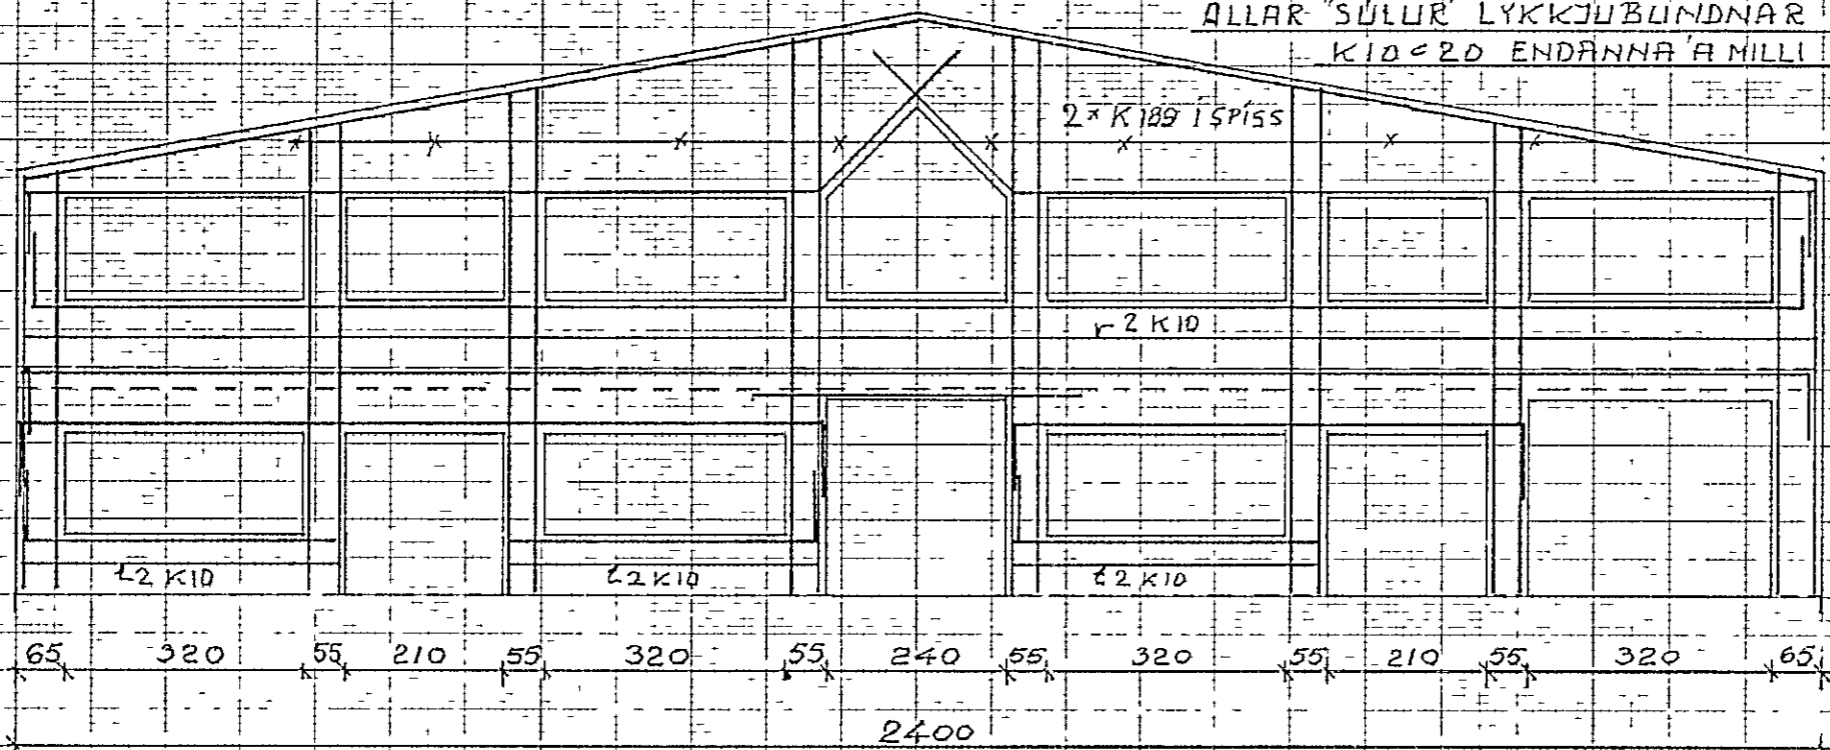 ALLAR SÚLUR LYKKJUBUNDNAR
K10 c 20 ENDANNA Á MILLI
2 x K189 Í SPÍSS
2 K10
2 K10
2 K10
2 K10
65 320 55 210 55 320 55 240 55 320 55 210 55 320 65
2400